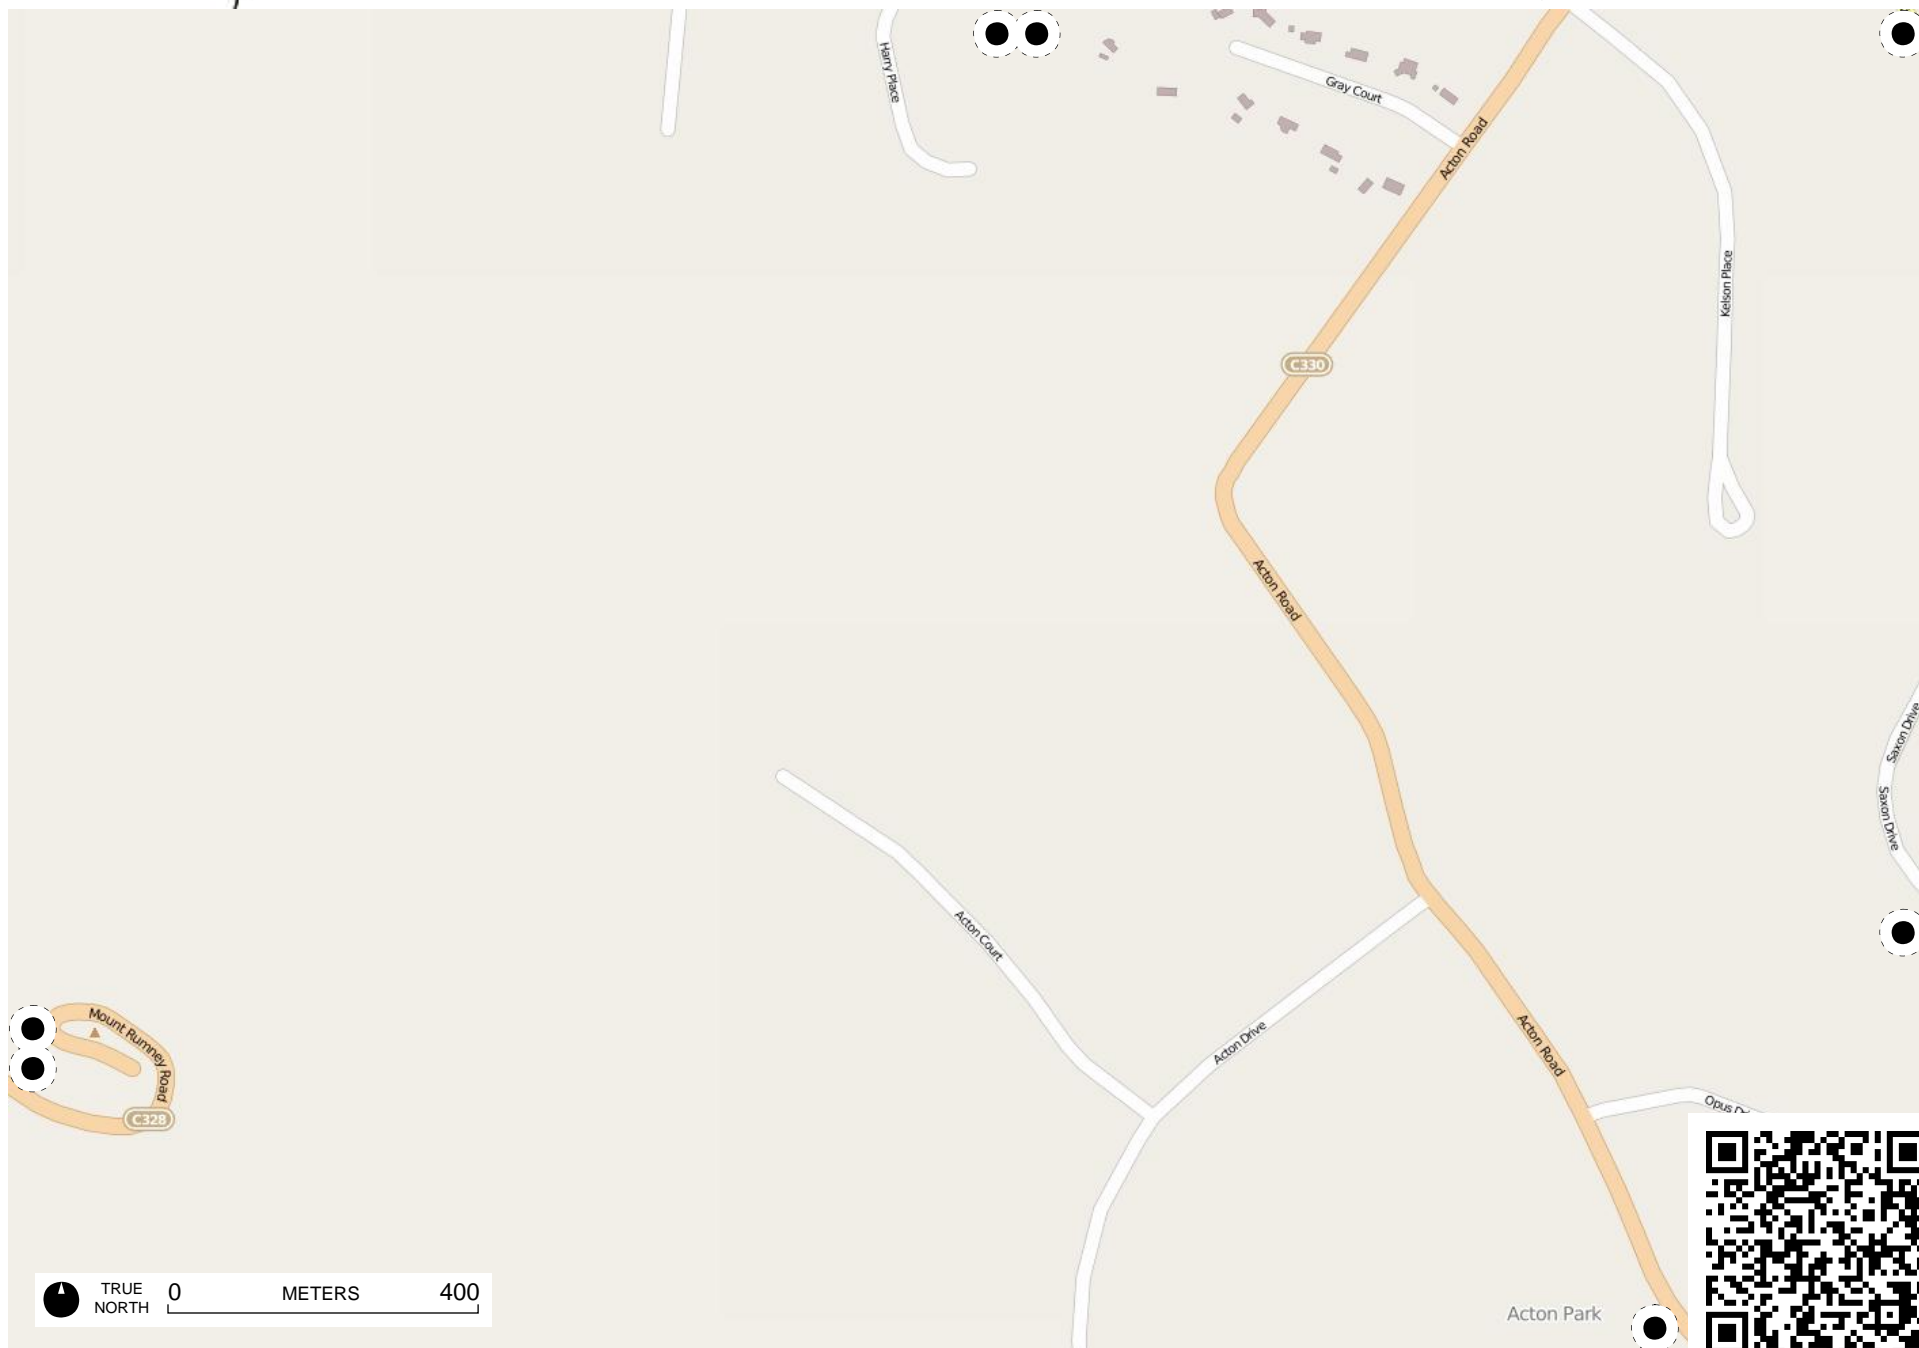 Harry Place
Gray Court
Acton Road
Kelson Place
C330
Acton Road
Saxon Drive
Saxon Drive
Acton Court
Mount Rumney Road
Acton Drive
Acton Road
Opus
C328
TRUE NORTH
0 METERS 400
Acton Park